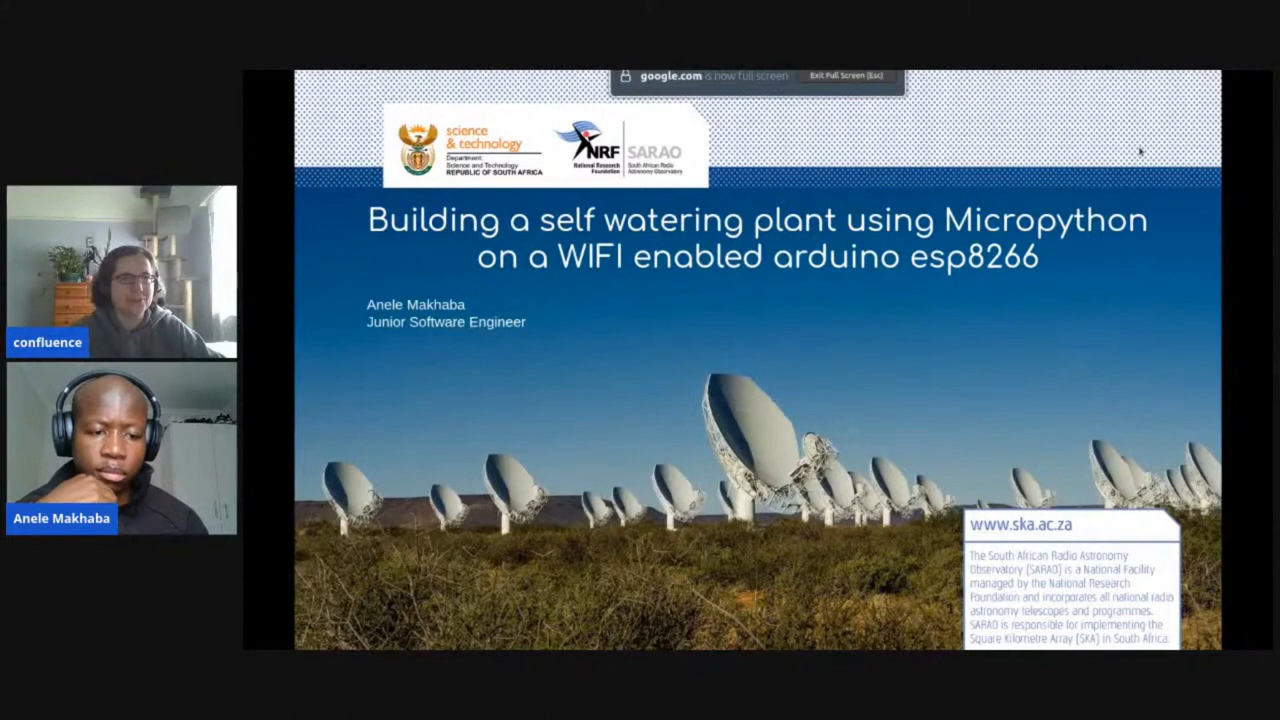 google.com is now full screen
Exit Full Screen (Esc)
science
& technology
Department:
Science and Technology
REPUBLIC OF SOUTH AFRICA
NRF
National Research
Foundation
SARAO
South African Radio
Astronomy Observatory
Building a self watering plant using Micropython
on a WIFI enabled arduino esp8266
Anele Makhaba
Junior Software Engineer
confluence
Anele Makhaba
www.ska.ac.za
The South African Radio Astronomy
Observatory (SARAO) is a National Facility
managed by the National Research
Foundation and incorporates all national radio
astronomy telescopes and programmes.
SARAO is responsible for implementing the
Square Kilometre Array (SKA) in South Africa.